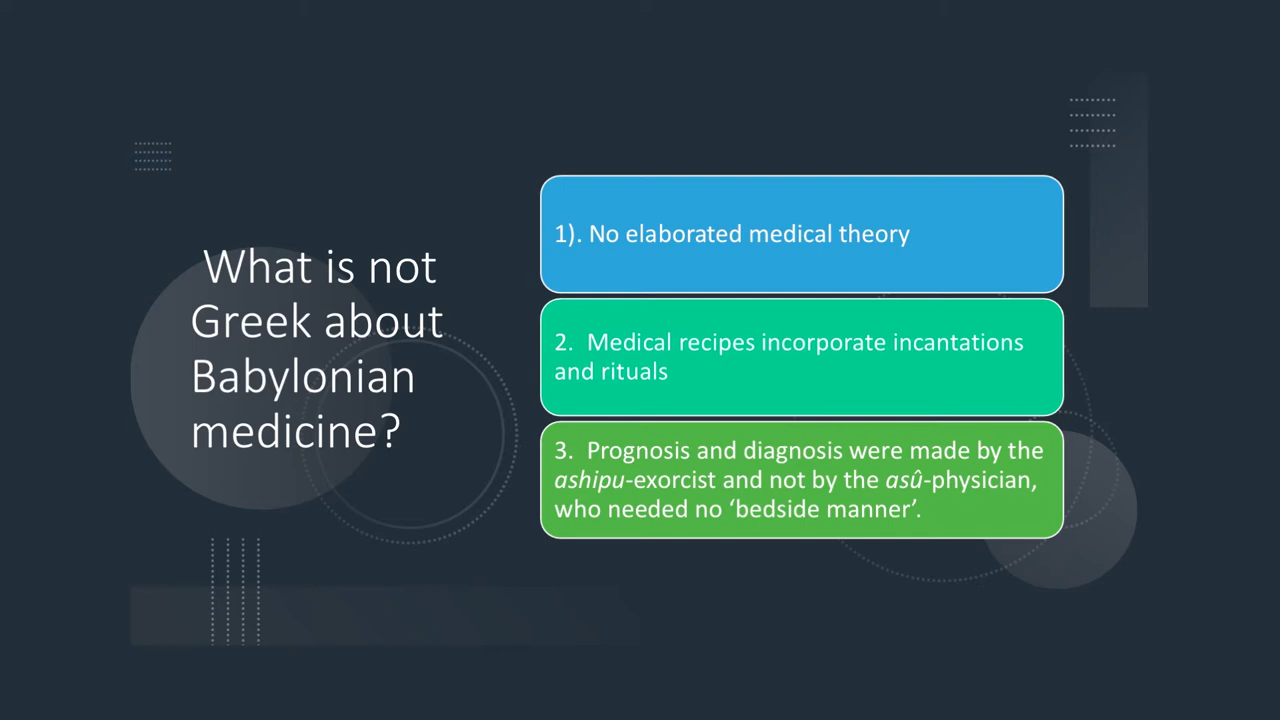 What is not
Greek about
Babylonian
medicine?
1). No elaborated medical theory
2.  Medical recipes incorporate incantations
and rituals
3.  Prognosis and diagnosis were made by the
ashipu-exorcist and not by the asû-physician,
who needed no ‘bedside manner’.